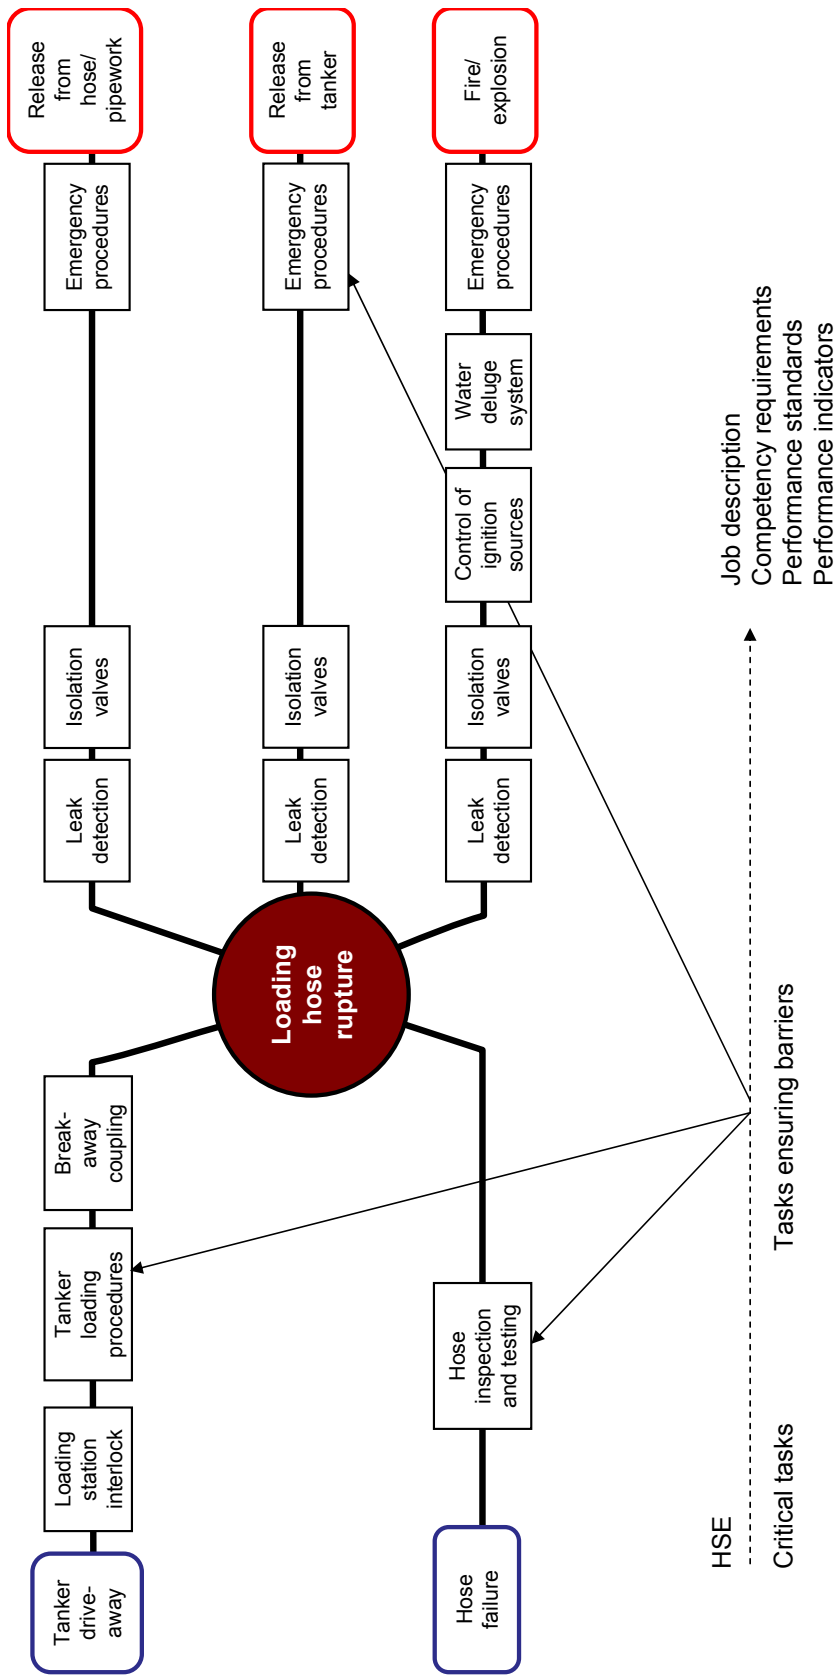 Tanker
drive-
away
Loading
station
interlock
Tanker
loading
procedures
Break-
away
coupling
Hose
failure
Hose
inspection
and testing
Loading
hose
rupture
Leak
detection
Isolation
valves
Emergency
procedures
Release
from
hose/
pipework
Leak
detection
Isolation
valves
Emergency
procedures
Release
from
tanker
Leak
detection
Isolation
valves
Control of
ignition
sources
Water
deluge
system
Emergency
procedures
Fire/
explosion
HSE
Critical tasks
Tasks ensuring barriers
Job description
Competency requirements
Performance standards
Performance indicators